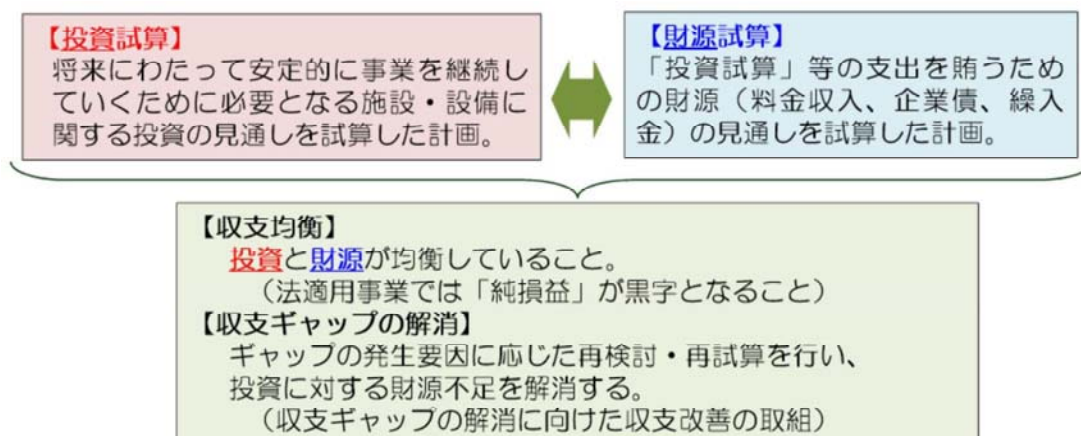 【投資試算】
将来にわたって安定的に事業を継続し
ていくために必要となる施設・設備に
関する投資の見通しを試算した計画。
【財源試算】
「投資試算」等の支出を賄うため
の財源（料金収入、企業債、繰入
金）の見通しを試算した計画。
【収支均衡】
投資と財源が均衡していること。
（法適用事業では「純損益」が黒字となること）
【収支ギャップの解消】
ギャップの発生要因に応じた再検討・再試算を行い、
投資に対する財源不足を解消する。
（収支ギャップの解消に向けた収支改善の取組）